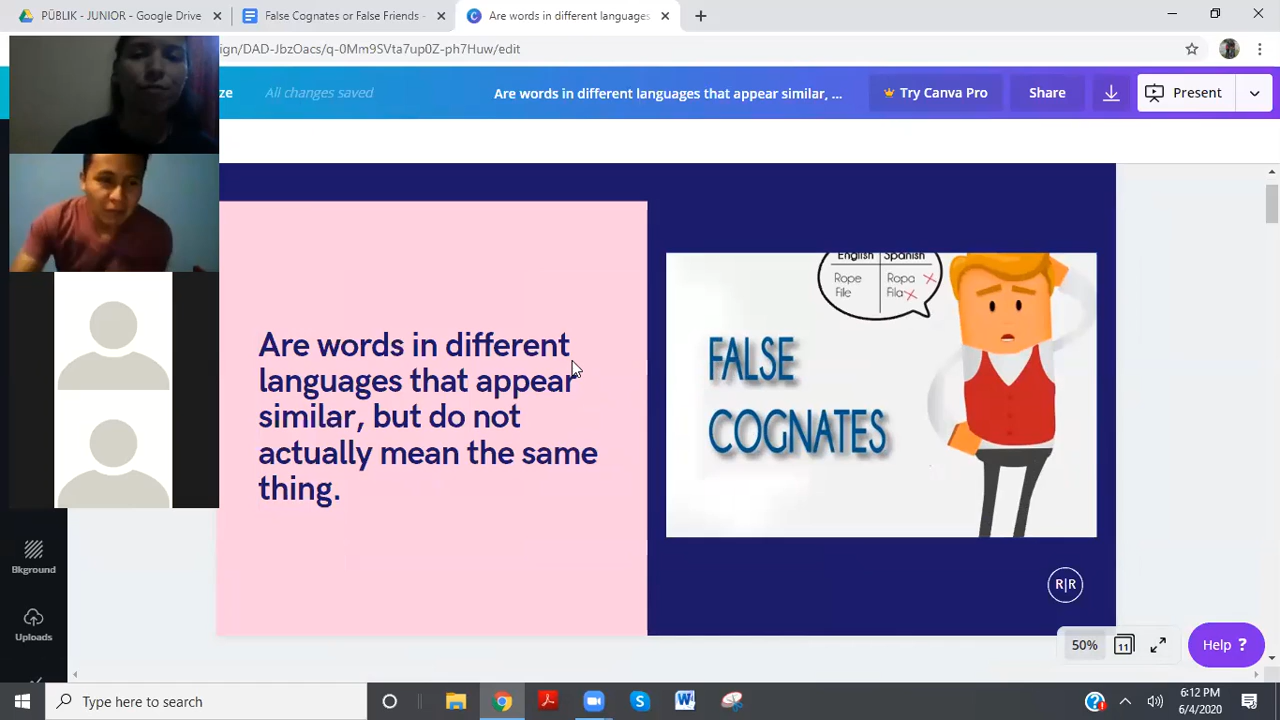 PÜBLIK - JUNIOR - Google Drive
False Cognates or False Friends -
Are words in different languages
ign/DAD-JbzOacs/q-0Mm9SVta7up0Z-ph7Huw/edit
ze
All changes saved
Are words in different languages that appear similar, ...
Try Canva Pro
Share
Present
English Spanish
Rope Ropa
File Fila
FALSE
COGNATES
Are words in different
languages that appear
similar, but do not
actually mean the same
thing.
R|R
Bkground
Uploads
50%
11
Help ?
Type here to search
6:12 PM
6/4/2020